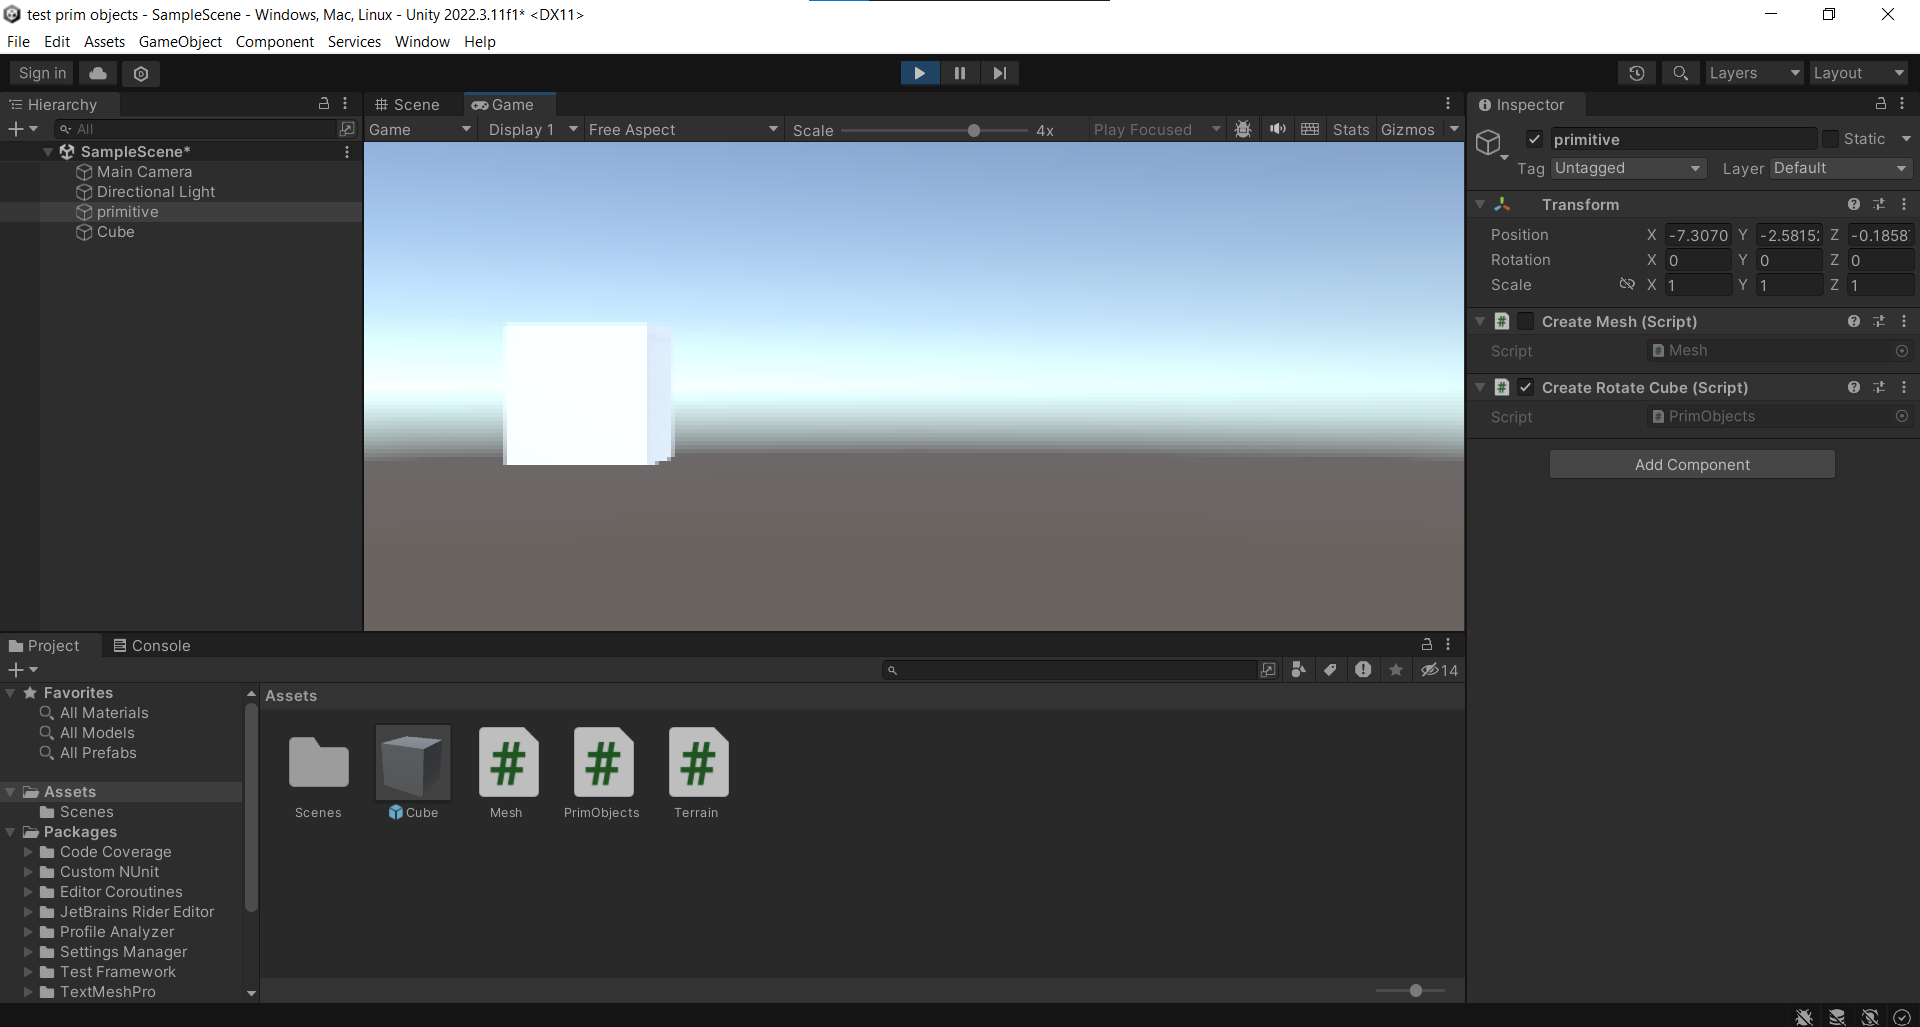 test prim objects - SampleScene - Windows, Mac, Linux - Unity 2022.3.11f1* <DX11>
File Edit Assets GameObject Component Services Window Help
Sign in
Layers
Layout
Hierarchy
All
SampleScene*
Main Camera
Directional Light
primitive
Cube
Scene
Game
Game
Display 1
Free Aspect
Scale
4x
Play Focused
Stats
Gizmos
Inspector
primitive
Static
Tag Untagged
Layer Default
Transform
Position X -7.3070 Y -2.5815 Z -0.1858
Rotation X 0 Y 0 Z 0
Scale X 1 Y 1 Z 1
# Create Mesh (Script)
Script # Mesh
# Create Rotate Cube (Script)
Script # PrimObjects
Add Component
Project
Console
14
Favorites
All Materials
All Models
All Prefabs
Assets
Scenes
Packages
Code Coverage
Custom NUnit
Editor Coroutines
JetBrains Rider Editor
Profile Analyzer
Settings Manager
Test Framework
TextMeshPro
Assets
# # #
Scenes Cube Mesh PrimObjects Terrain